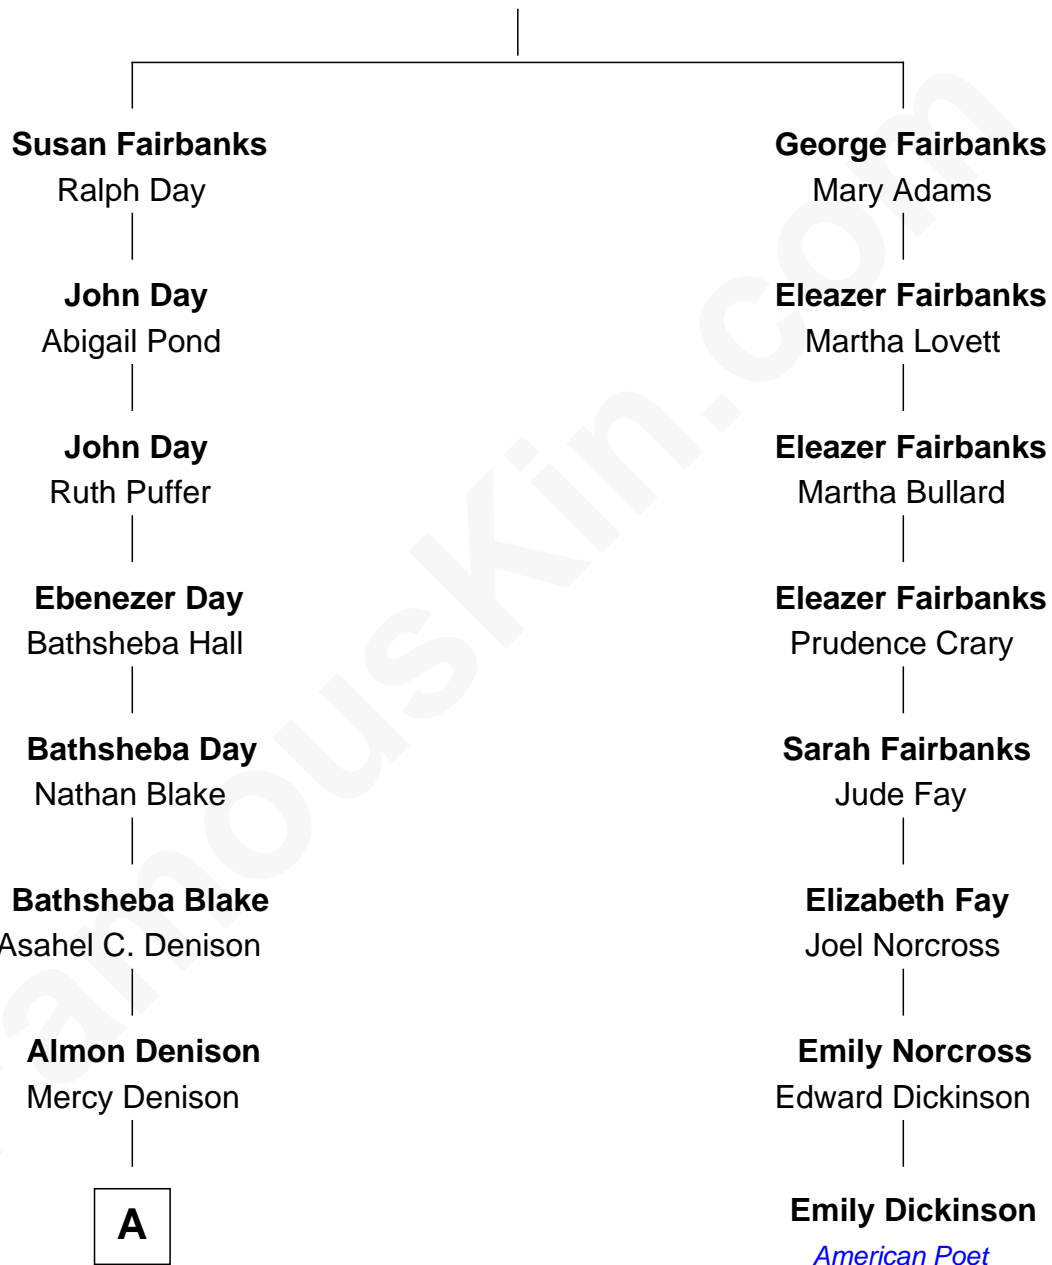 Susan Fairbanks
Ralph Day
John Day
Abigail Pond
John Day
Ruth Puffer
Ebenezer Day
Bathsheba Hall
Bathsheba Day
Nathan Blake
Bathsheba Blake
Asahel C. Denison
Almon Denison
Mercy Denison
A
George Fairbanks
Mary Adams
Eleazer Fairbanks
Martha Lovett
Eleazer Fairbanks
Martha Bullard
Eleazer Fairbanks
Prudence Crary
Sarah Fairbanks
Jude Fay
Elizabeth Fay
Joel Norcross
Emily Norcross
Edward Dickinson
Emily Dickinson
American Poet
FamousKin.com